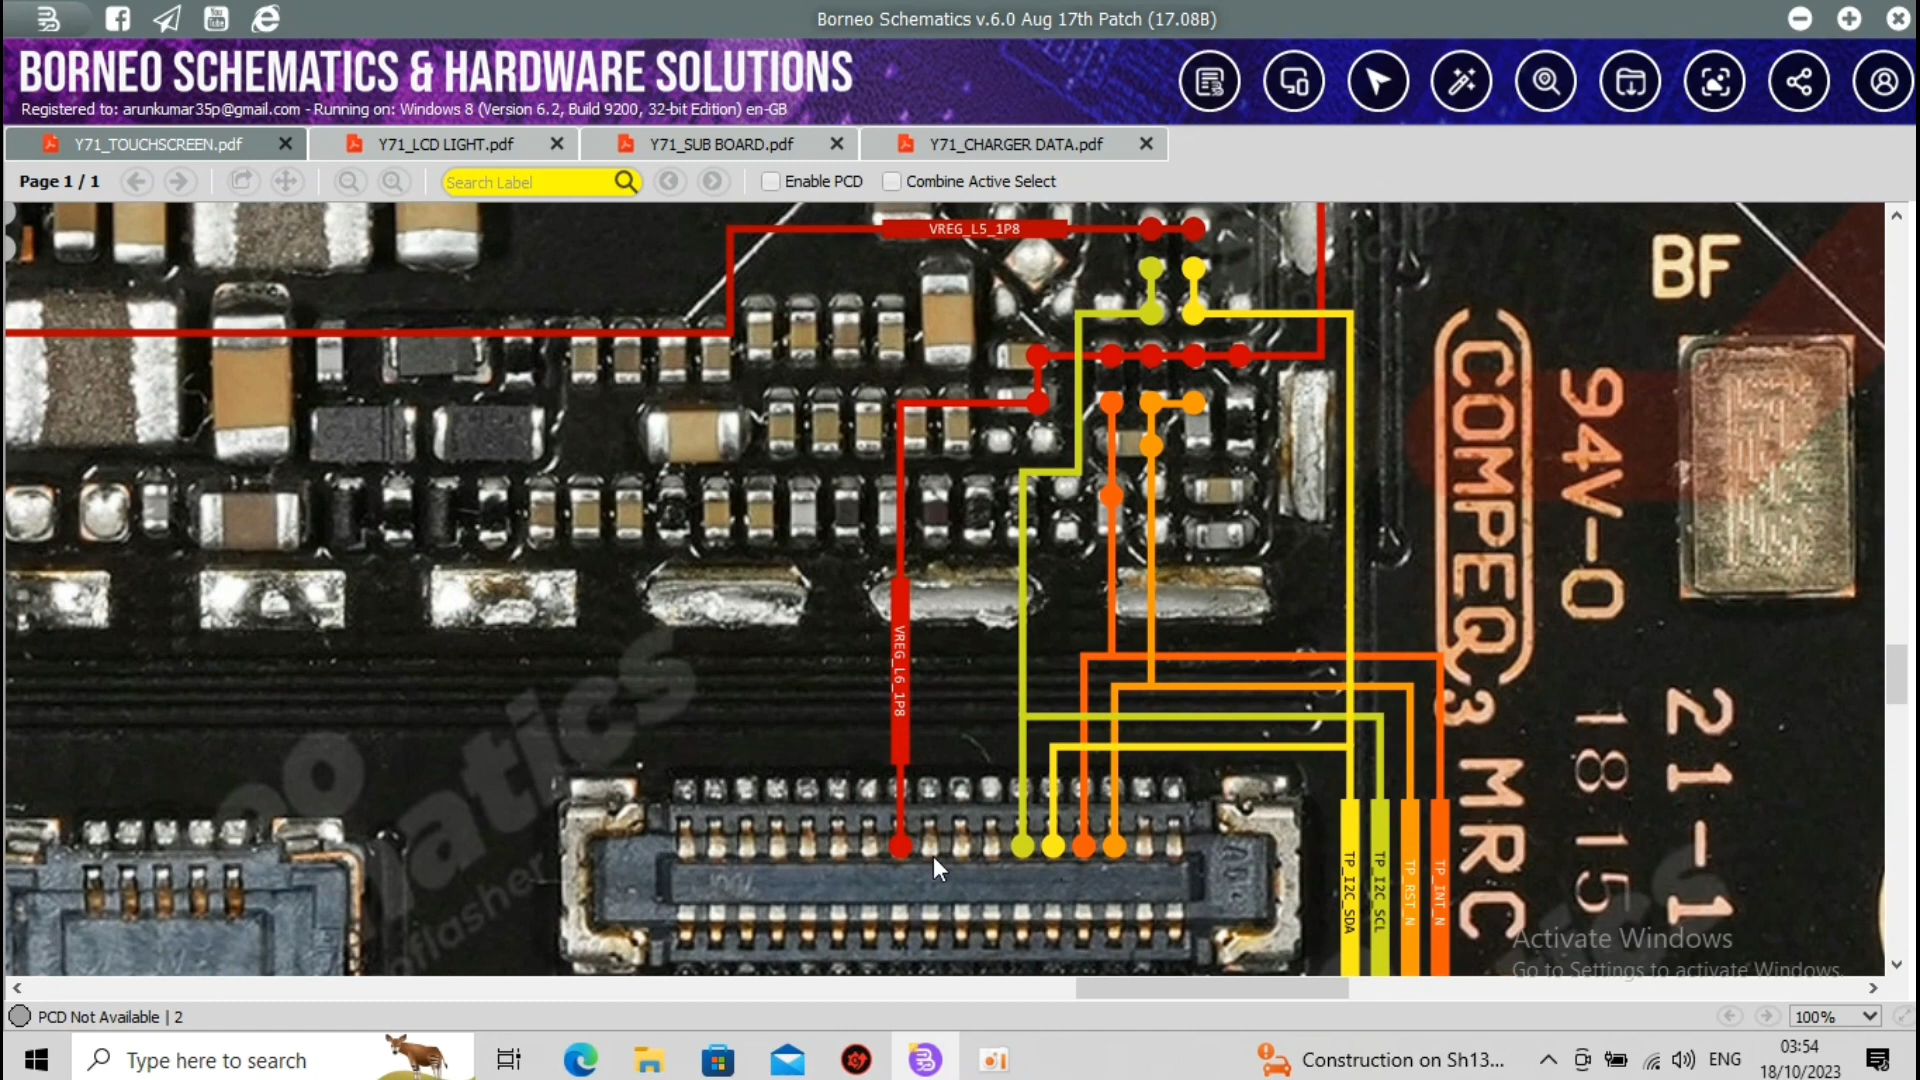 Borneo Schematics v.6.0 Aug 17th Patch (17.08B)
BORNEO SCHEMATICS & HARDWARE SOLUTIONS
Registered to: arunkumar35p@gmail.com - Running on: Windows 8 (Version 6.2, Build 9200, 32-bit Edition) en-GB
Y71_TOUCHSCREEN.pdf
Y71_LCD LIGHT.pdf
Y71_SUB BOARD.pdf
Y71_CHARGER DATA.pdf
Page 1 / 1
Search Label
Enable PCD
Combine Active Select
VREG_L5_1P8
BF
(COMPEQ)
94V-0
3 MRC
1815
21-1
VREG_L6_1P8
TP_I2C_SDA
TP_I2C_SCL
TP_RST_N
TP_INT_N
Activate Windows
Go to Settings to activate Windows.
PCD Not Available | 2
100%
Type here to search
Construction on Sh13...
ENG
03:54
18/10/2023